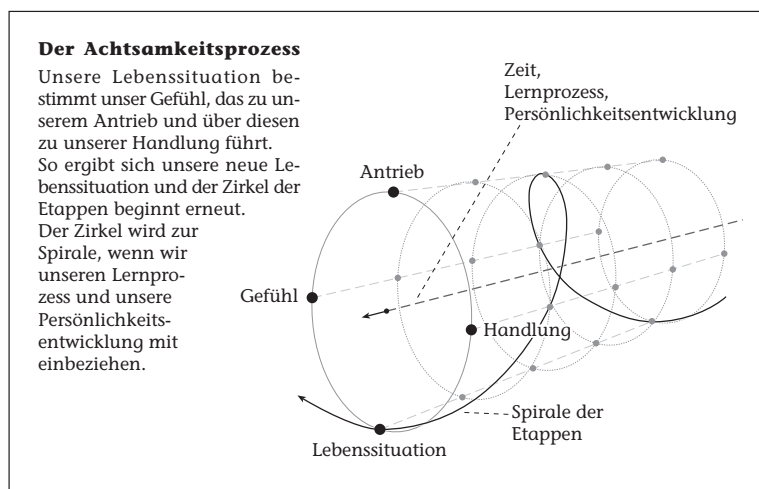 Der Achtsamkeitsprozess
Unsere Lebenssituation be-
stimmt unser Gefühl, das zu un-
serem Antrieb und über diesen
zu unserer Handlung führt.
So ergibt sich unsere neue Le-
benssituation und der Zirkel der
Etappen beginnt erneut.
Der Zirkel wird zur
Spirale, wenn wir
unseren Lernpro-
zess und unsere
Persönlichkeits-
entwicklung mit
einbeziehen.
Zeit,
Lernprozess,
Persönlichkeitsentwicklung
Antrieb
Gefühl
Handlung
Spirale der
Etappen
Lebenssituation